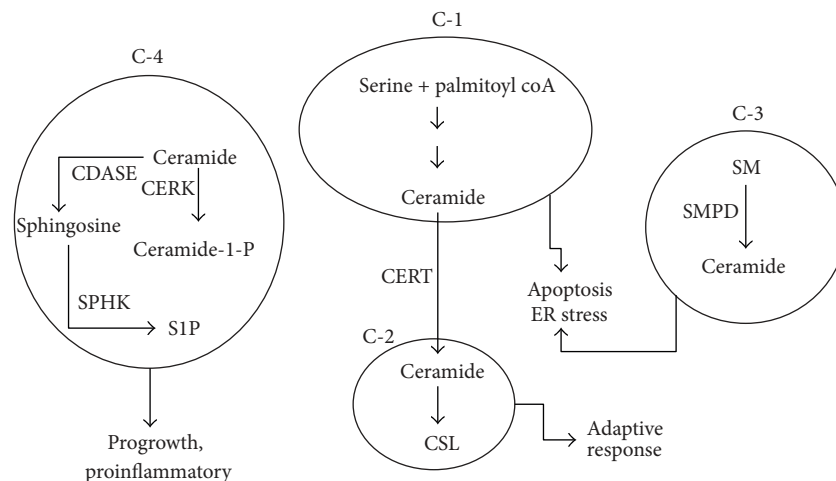 C-4
Ceramide
CDASE
CERK
Sphingosine
Ceramide-1-P
SPHK
S1P
Progrowth,
proinflammatory
C-1
Serine + palmitoyl coA
Ceramide
CERT
C-2
Ceramide
CSL
Adaptive
response
Apoptosis
ER stress
C-3
SM
SMPD
Ceramide